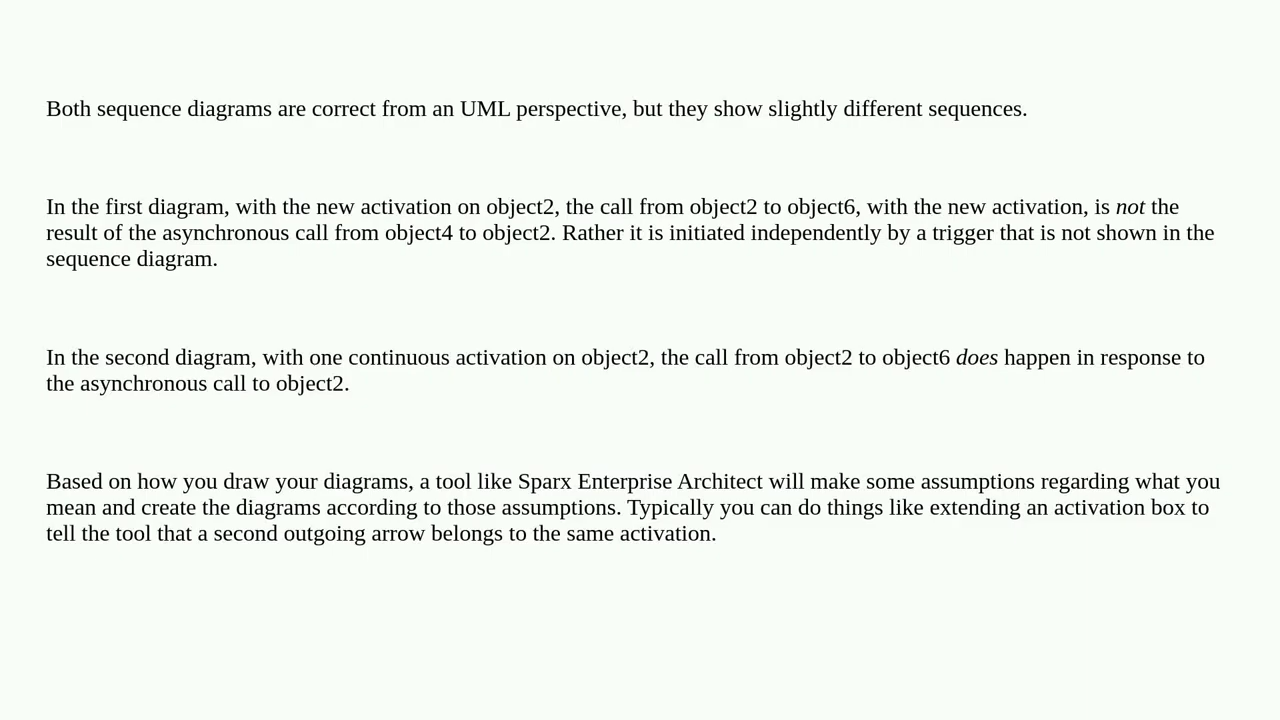 Both sequence diagrams are correct from an UML perspective, but they show slightly different sequences.
In the first diagram, with the new activation on object2, the call from object2 to object6, with the new activation, is not the
result of the asynchronous call from object4 to object2. Rather it is initiated independently by a trigger that is not shown in the
sequence diagram.
In the second diagram, with one continuous activation on object2, the call from object2 to object6 does happen in response to
the asynchronous call to object2.
Based on how you draw your diagrams, a tool like Sparx Enterprise Architect will make some assumptions regarding what you
mean and create the diagrams according to those assumptions. Typically you can do things like extending an activation box to
tell the tool that a second outgoing arrow belongs to the same activation.